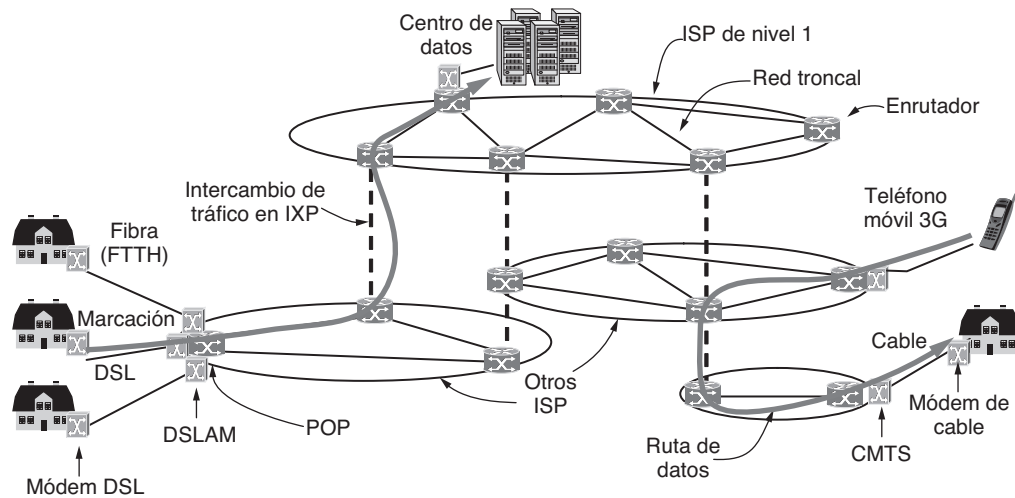 Centro de
datos
ISP de nivel 1
Red troncal
Enrutador
Intercambio de
tráfico en IXP
Teléfono
móvil 3G
Fibra
(FTTH)
Marcación
DSL
Cable
Otros
ISP
ISP
POP
DSLAM
Módem DSL
Ruta de
datos
CMTS
Módem de
cable